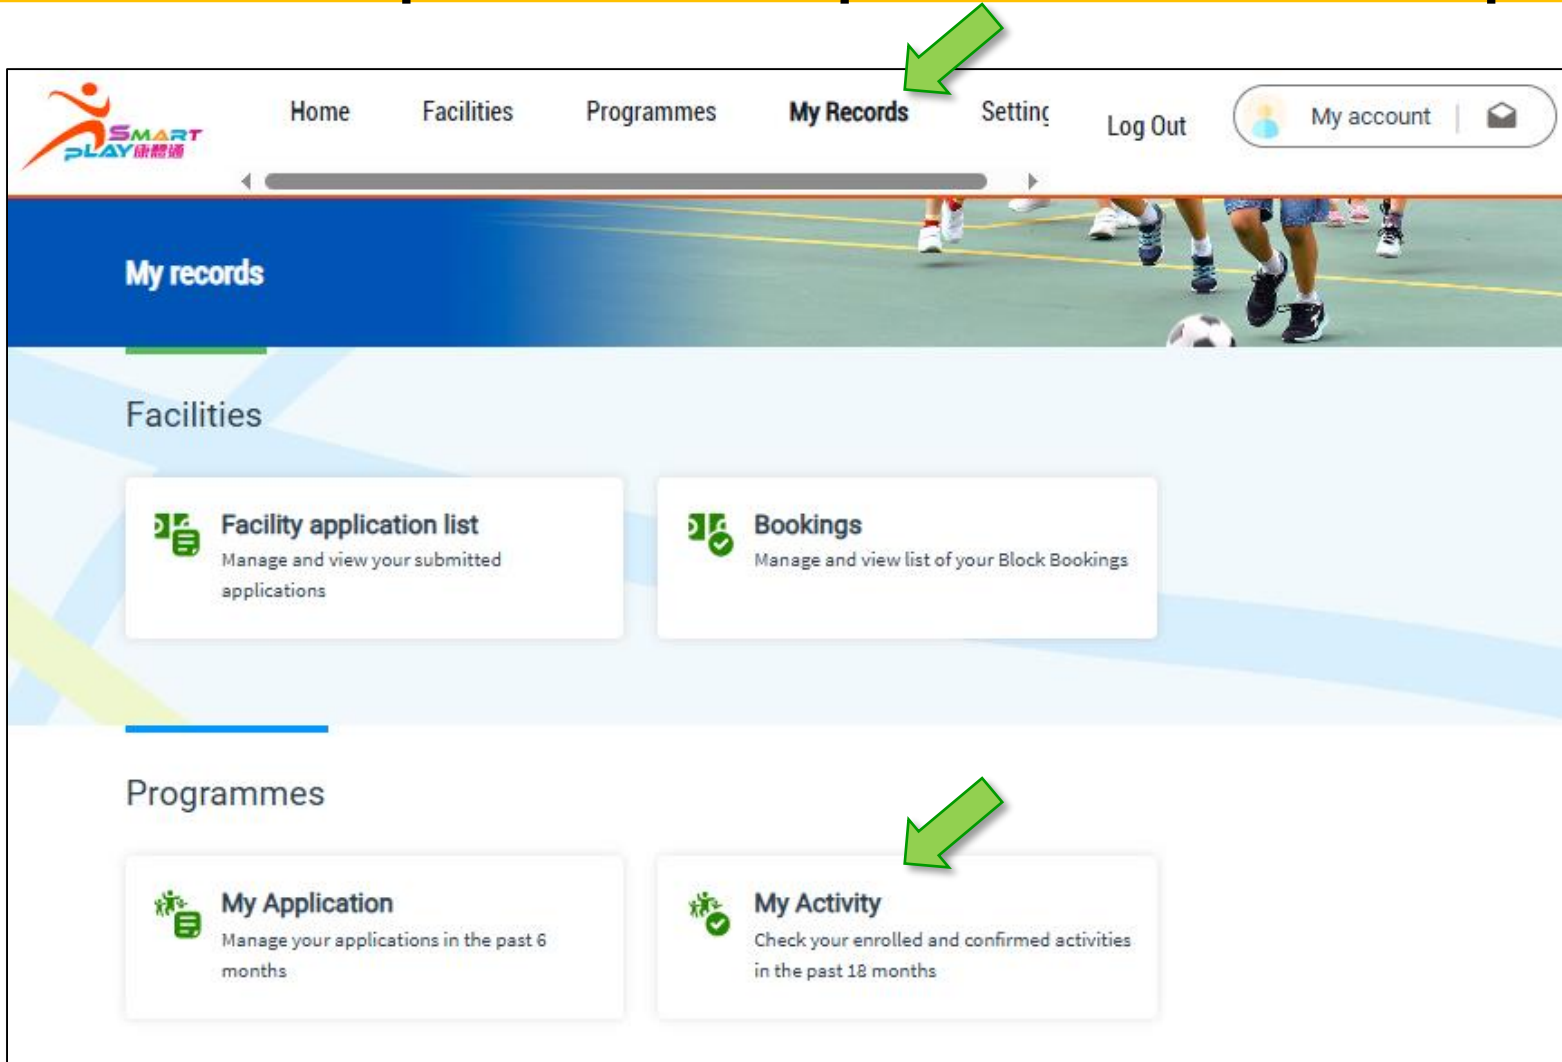 Home Facilities Programmes My Records Setting Log Out My account
SMART
PLAY康體通
My records
Facilities
Facility application list
Manage and view your submitted
applications
Bookings
Manage and view list of your Block Bookings
Programmes
My Application
Manage your applications in the past 6
months
My Activity
Check your enrolled and confirmed activities
in the past 18 months